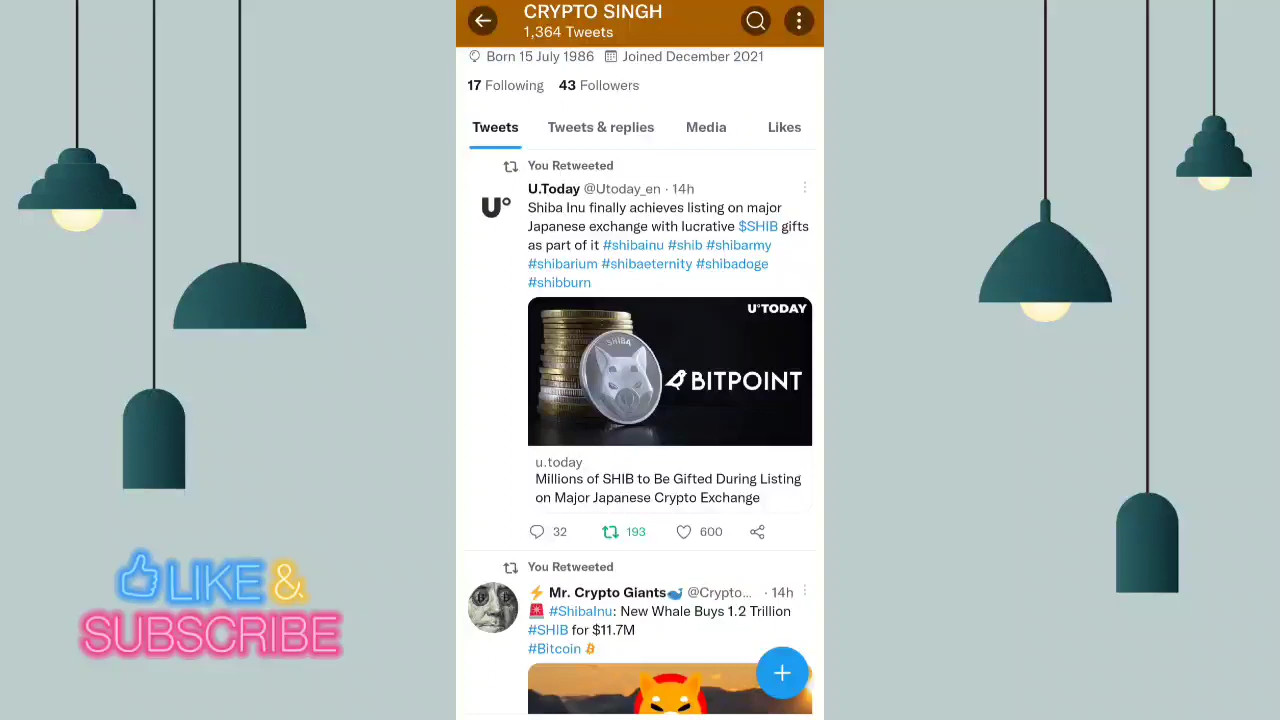 CRYPTO SINGH
1,364 Tweets
Born 15 July 1986 Joined December 2021
17 Following 43 Followers
Tweets Tweets & replies Media Likes
You Retweeted
U.Today @Utoday_en · 14h
Shiba Inu finally achieves listing on major
Japanese exchange with lucrative $SHIB gifts
as part of it #shibainu #shib #shibarmy
#shibarium #shibaeternity #shibadoge
#shibburn
U°
U°TODAY
SHIBA
BITPOINT
u.today
Millions of SHIB to Be Gifted During Listing
on Major Japanese Crypto Exchange
32 193 600
You Retweeted
⚡ Mr. Crypto Giants🐳 @Crypto... · 14h
🚨 #ShibaInu: New Whale Buys 1.2 Trillion
#SHIB for $11.7M
#Bitcoin
LIKE &
SUBSCRIBE